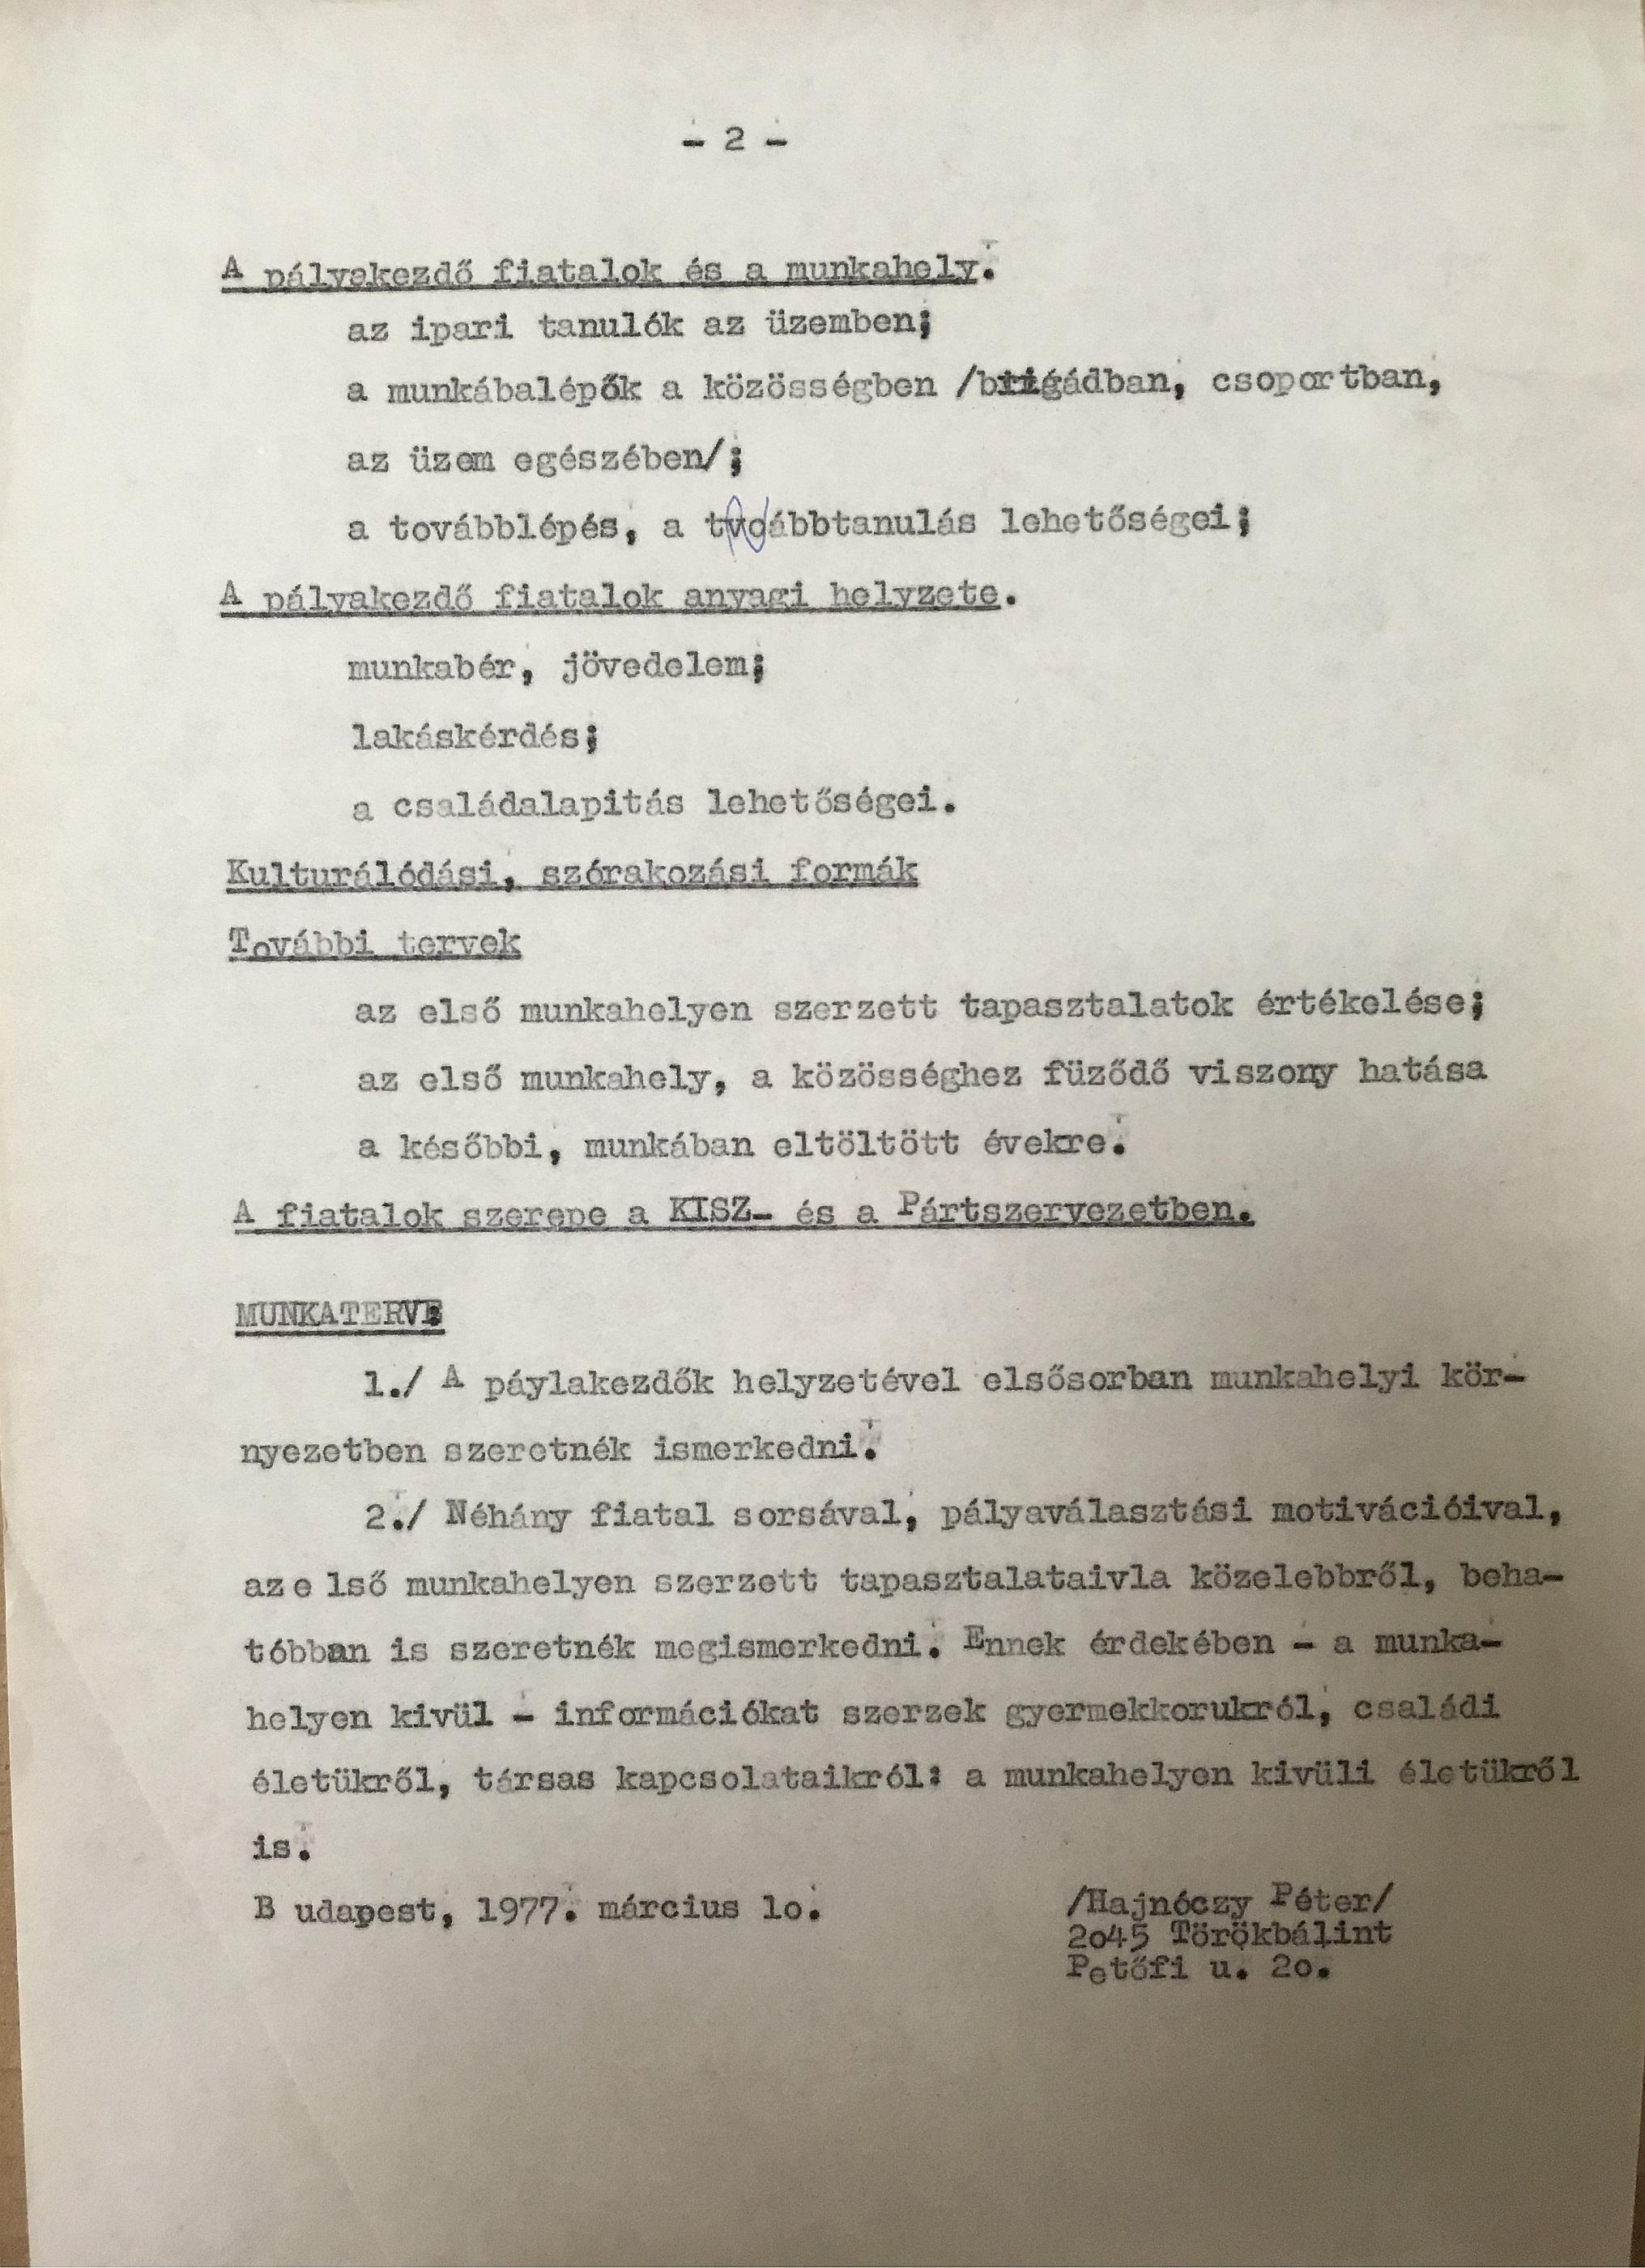 - 2 -
A pályakezdő fiatalok és a munkahely.
az ipari tanulók az üzemben;
a munkábalépők a közösségben /brigádban, csoportban,
az üzem egészében/;
a továbblépés, a tvoábbtanulás lehetőségei;
A pályakezdő fiatalok anyagi helyzete.
munkabér, jövedelem;
lakáskérdés;
a családalapitás lehetőségei.
Kulturálódási, szórakozási formák
További tervek
az első munkahelyen szerzett tapasztalatok értékelése;
az első munkahely, a közösséghez füződő viszony hatása
a későbbi, munkában eltöltött évekre.
A fiatalok szerepe a KISZ- és a Pártszervezetben.
MUNKATERV:
1./ A páylakezdők helyzetével elsősorban munkahelyi kör-
nyezetben szeretnék ismerkedni.
2./ Néhány fiatal sorsával, pályaválasztási motivációival,
az e lső munkahelyen szerzett tapasztalataivla közelebbről, beha-
tóbban is szeretnék megismerkedni. Ennek érdekében - a munka-
helyen kivül - információkat szerzek gyermekkorukról, családi
életükről, társas kapcsolataikról: a munkahelyen kivüli életükről
is.
B udapest, 1977. március lo.
/Hajnóczy Péter/
2o45 Törökbálint
Petőfi u. 2o.